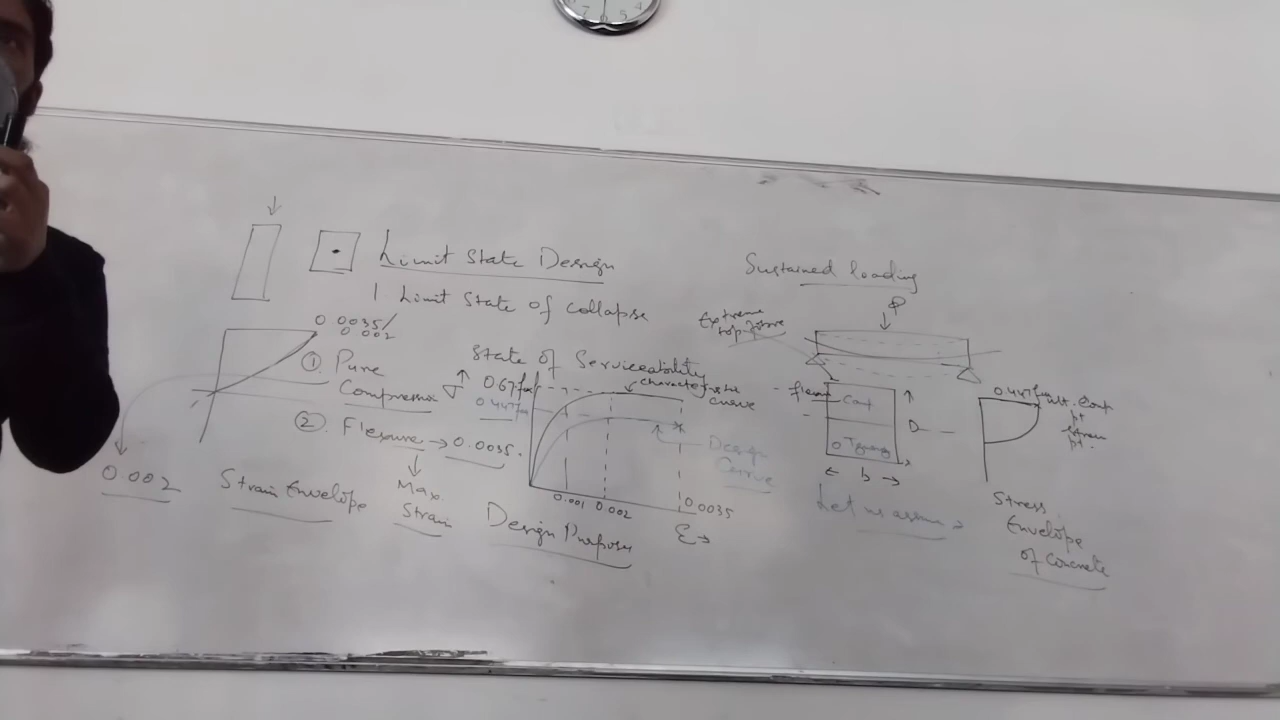 Limit State Design
1 Limit State of collapse
State of Serviceability
0.0035/
0.002
① Pure
Compression
② Flexure → 0.0035.
Max.
Strain
0.002
Strain Envelope
σ
0.67fck
0.447fck
characteristic
curve
Design
Curve
0.001
0.002
0.0035
ε →
Design Purpose
Sustained loading
P
Extreme
top fibre
D
b
Let us assume
0.447fck
Stress
Envelope
of Concrete